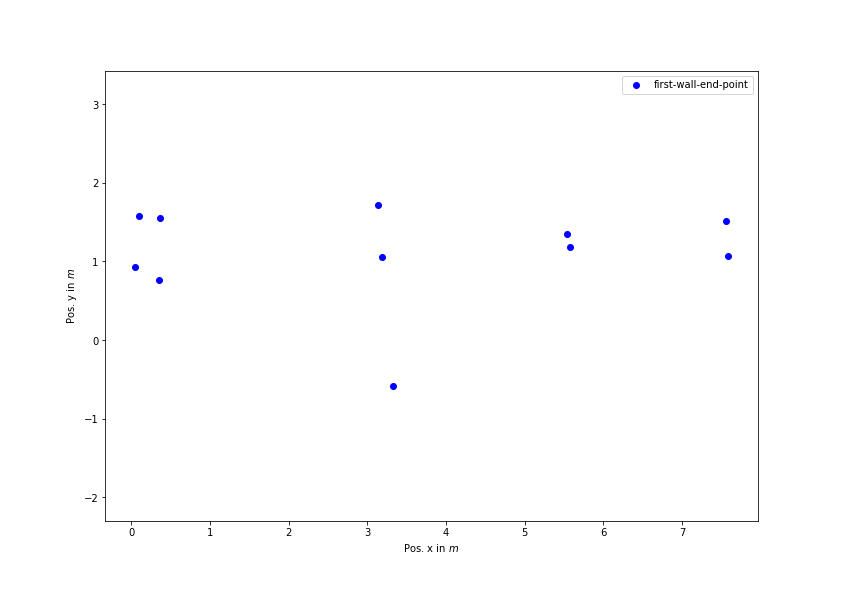 first-wall-end-point
3
2
1
0
−1
−2
Pos. y in m
0 1 2 3 4 5 6 7
Pos. x in m